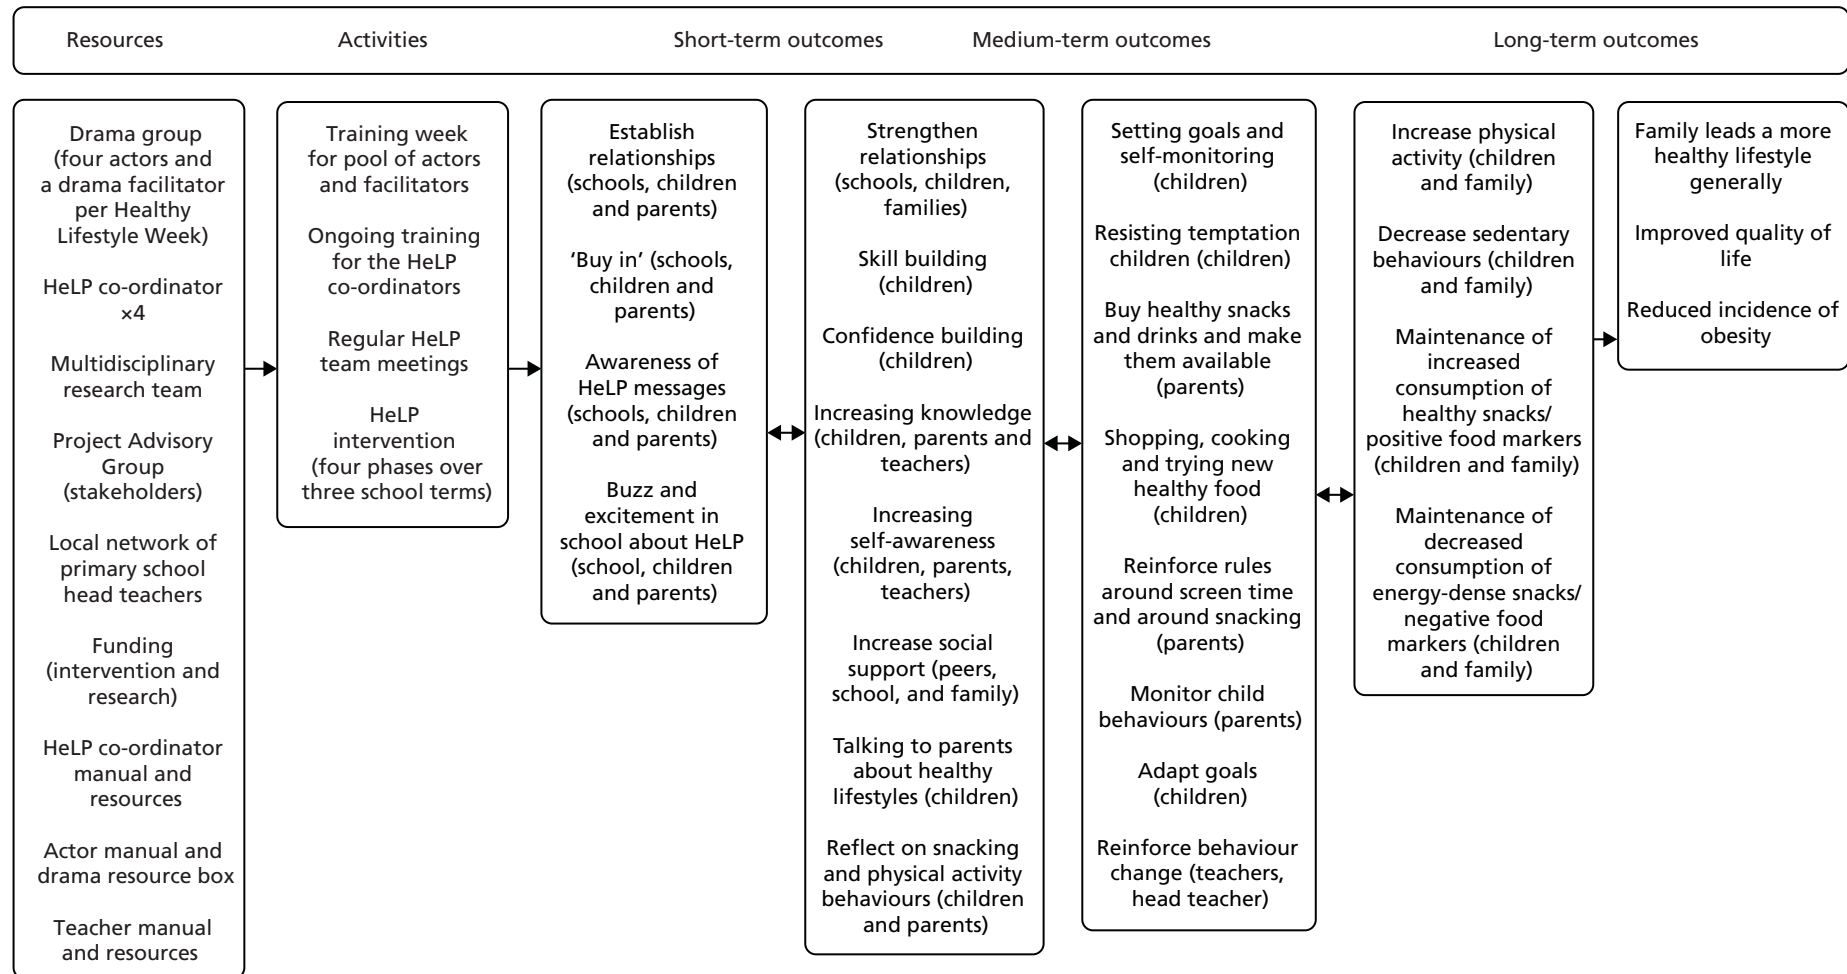 Resources
Activities
Short-term outcomes
Medium-term outcomes
Long-term outcomes
Drama group
(four actors and
a drama facilitator
per Healthy
Lifestyle Week)
HeLP co-ordinator
×4
Multidisciplinary
research team
Project Advisory
Group
(stakeholders)
Local network of
primary school
head teachers
Funding
(intervention and
research)
HeLP co-ordinator
manual and
resources
Actor manual and
drama resource box
Teacher manual
and resources
Training week
for pool of actors
and facilitators
Ongoing training
for the HeLP
co-ordinators
Regular HeLP
team meetings
HeLP
intervention
(four phases over
three school terms)
Establish
relationships
(schools, children
and parents)
‘Buy in’ (schools,
children and
parents)
Awareness of
HeLP messages
(schools, children
and parents)
Buzz and
excitement in
school about HeLP
(school, children
and parents)
Strengthen
relationships
(schools, children,
families)
Skill building
(children)
Confidence building
(children)
Increasing knowledge
(children, parents and
teachers)
Increasing
self-awareness
(children, parents,
teachers)
Increase social
support (peers,
school, and family)
Talking to parents
about healthy
lifestyles (children)
Reflect on snacking
and physical activity
behaviours (children
and parents)
Setting goals and
self-monitoring
(children)
Resisting temptation
children (children)
Buy healthy snacks
and drinks and make
them available
(parents)
Shopping, cooking
and trying new
healthy food
(children)
Reinforce rules
around screen time
and around snacking
(parents)
Monitor child
behaviours (parents)
Adapt goals
(children)
Reinforce behaviour
change (teachers,
head teacher)
Increase physical
activity (children
and family)
Decrease sedentary
behaviours (children
and family)
Maintenance of
increased
consumption of
healthy snacks/
positive food markers
(children and family)
Maintenance of
decreased
consumption of
energy-dense snacks/
negative food
markers (children
and family)
Family leads a more
healthy lifestyle
generally
Improved quality of
life
Reduced incidence of
obesity